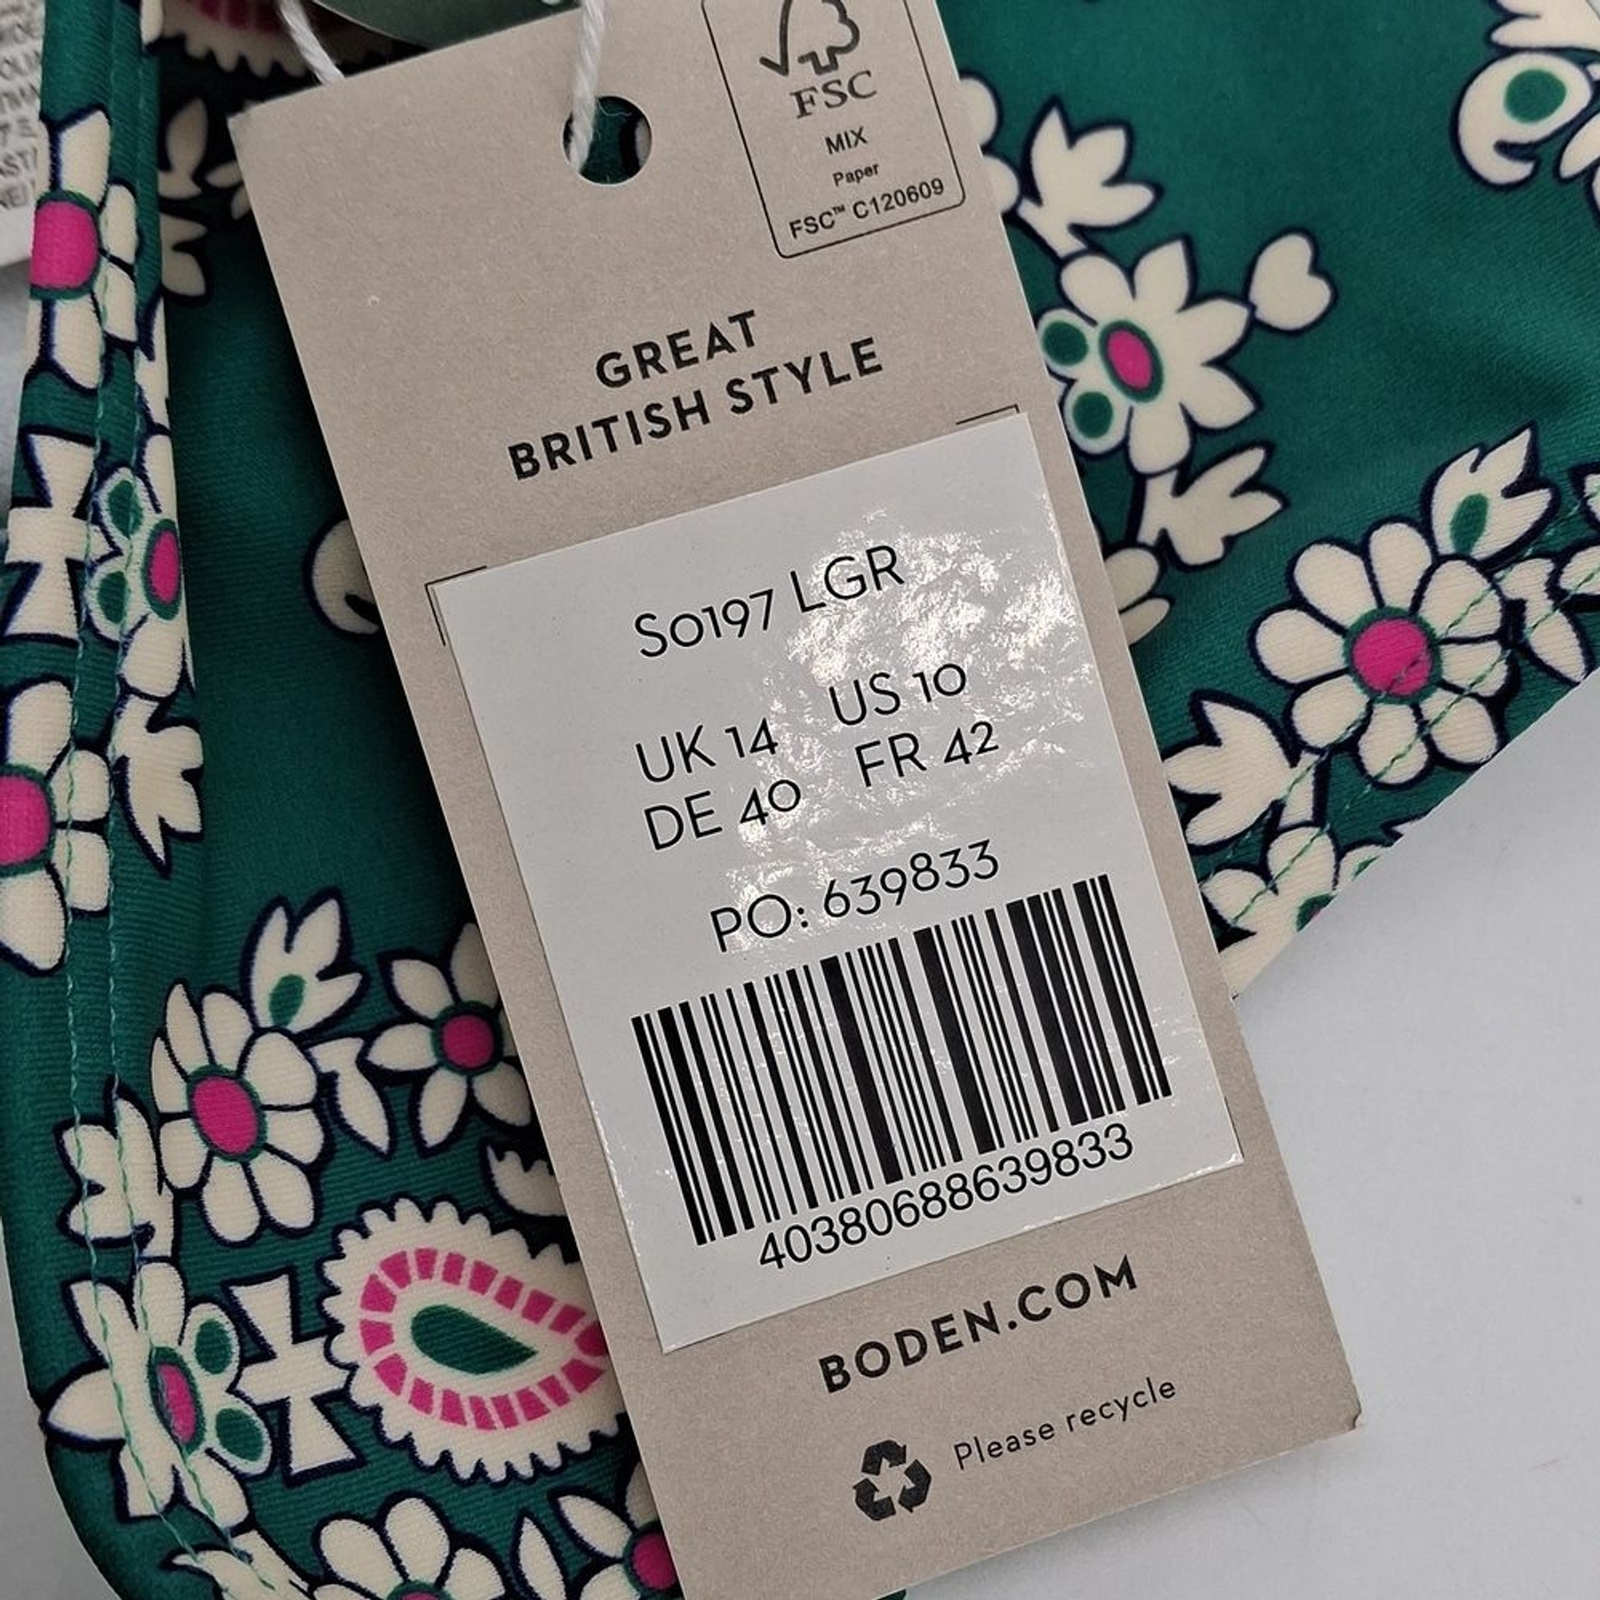 FSC
MIX
Paper
FSC™ C120609
GREAT
BRITISH STYLE
S0197 LGR
UK 14 US 10
DE 40 FR 42
PO: 639833
40380688639833
BODEN.COM
Please recycle